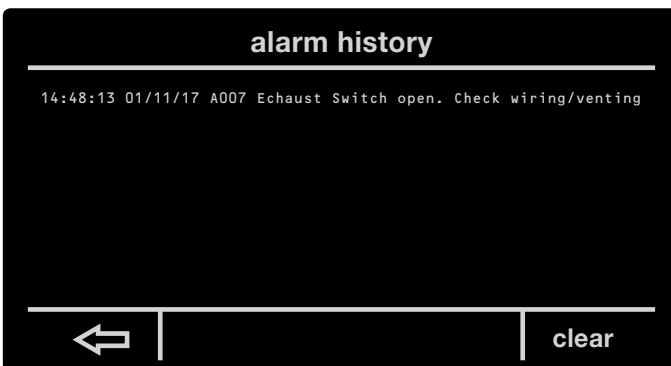 alarm history
14:48:13 01/11/17 A007 Echaust Switch open. Check wiring/venting
clear